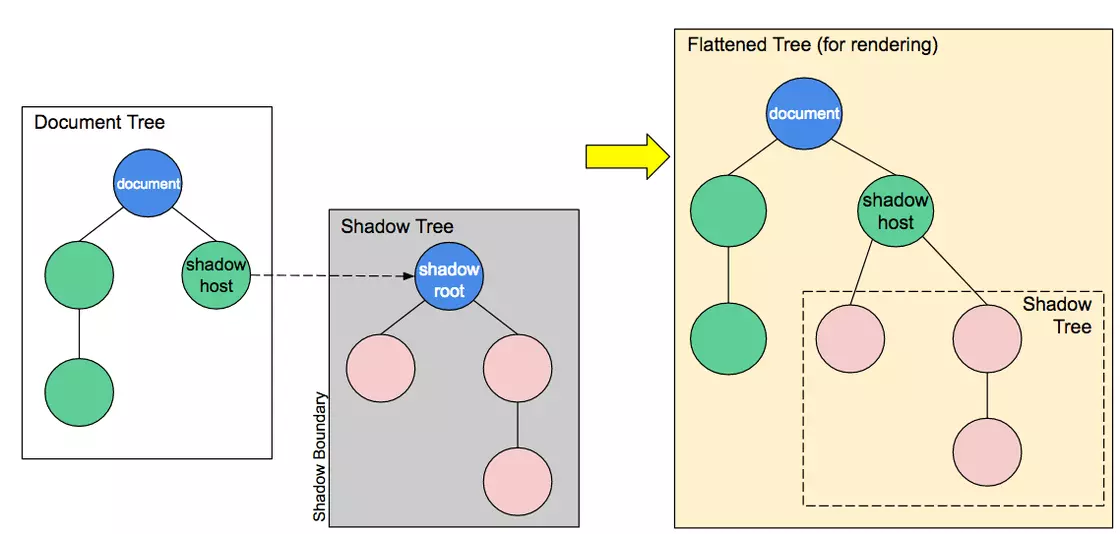 Document Tree
document
shadow
host
Shadow Tree
shadow
root
Shadow Boundary
Flattened Tree (for rendering)
document
shadow
host
Shadow
Tree